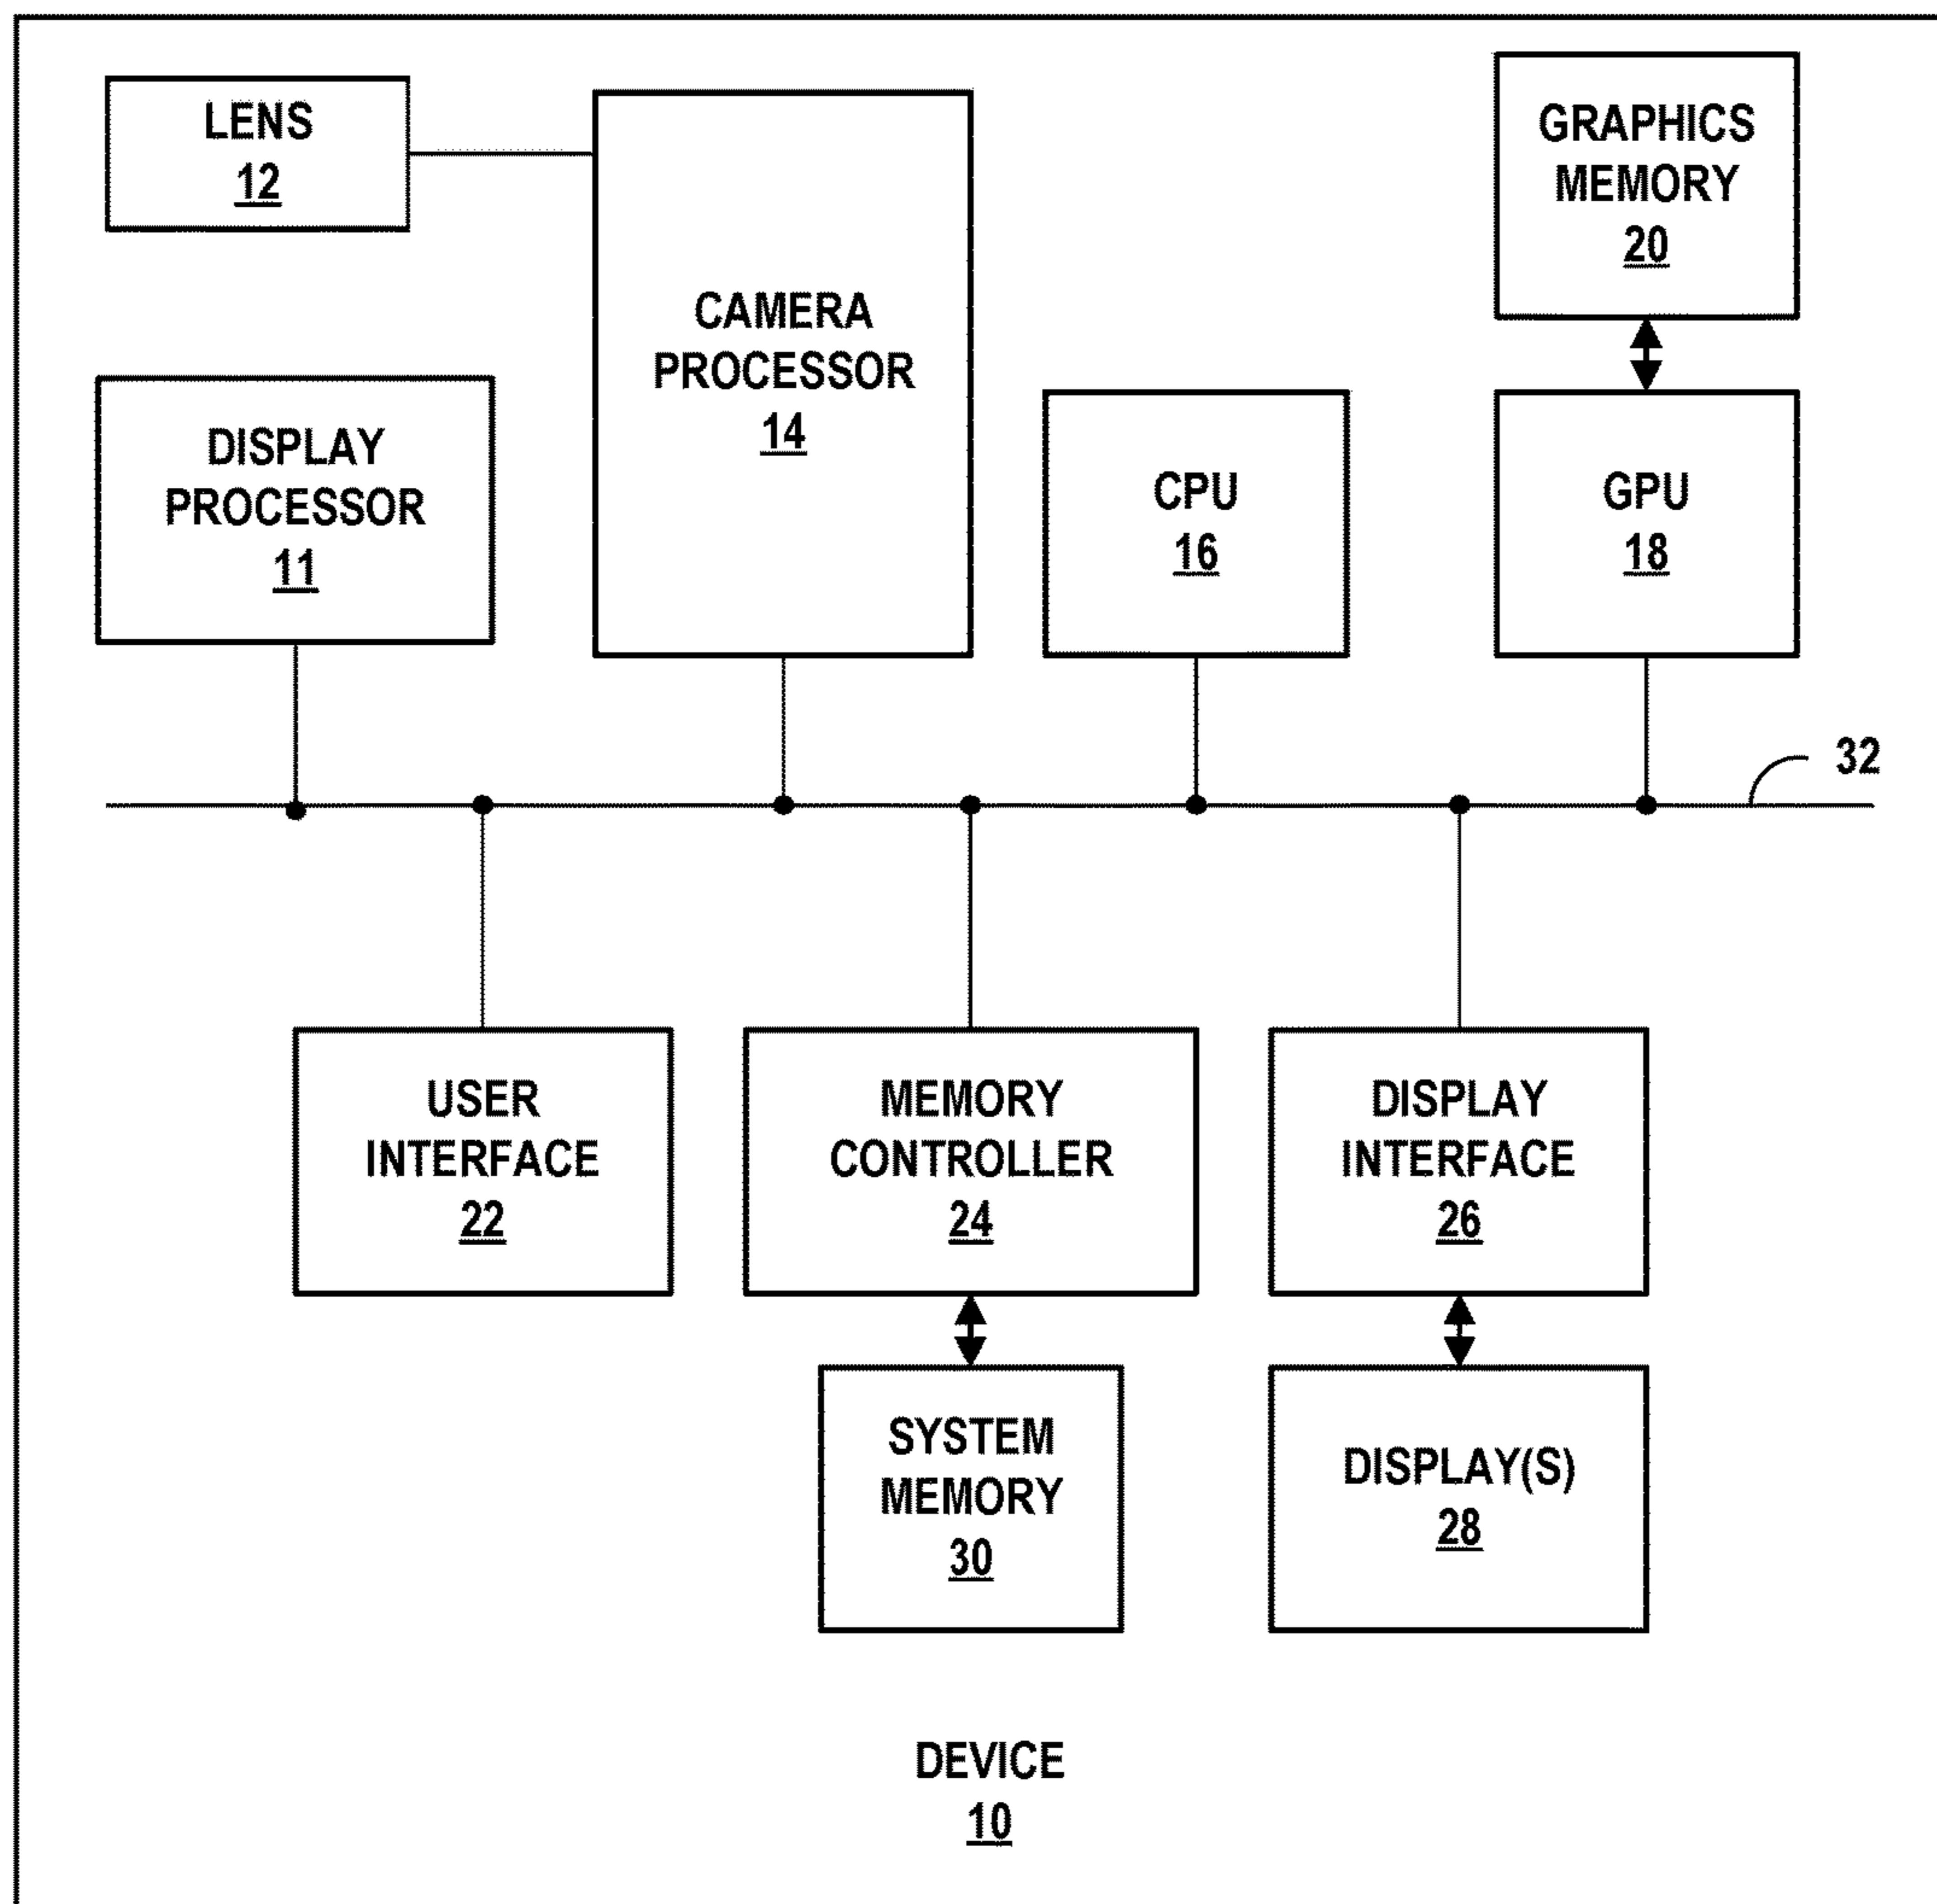 LENS
12
CAMERA
PROCESSOR
14
GRAPHICS
MEMORY
20
DISPLAY
PROCESSOR
11
CPU
16
GPU
18
32
USER
INTERFACE
22
MEMORY
CONTROLLER
24
DISPLAY
INTERFACE
26
SYSTEM
MEMORY
30
DISPLAY(S)
28
DEVICE
10